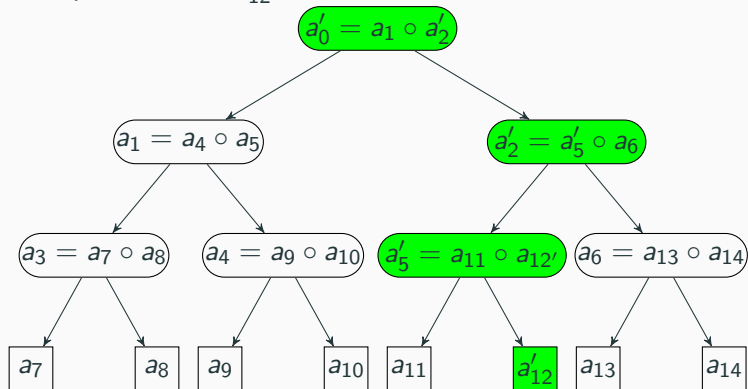 12
a′₀ = a₁ ∘ a′₂
a₁ = a₄ ∘ a₅
a′₂ = a′₅ ∘ a₆
a₃ = a₇ ∘ a₈
a₄ = a₉ ∘ a₁₀
a′₅ = a₁₁ ∘ a₁₂′
a₆ = a₁₃ ∘ a₁₄
a₇
a₈
a₉
a₁₀
a₁₁
a′₁₂
a₁₃
a₁₄